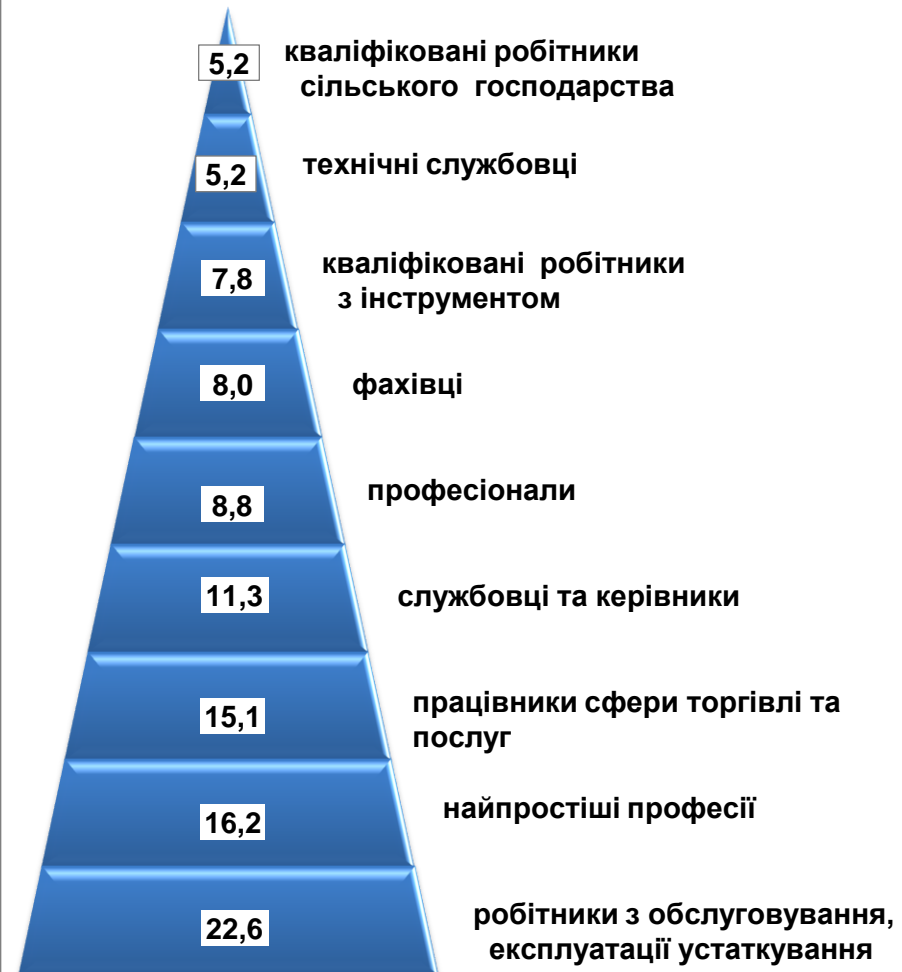 5,2
кваліфіковані робітники
сільського господарства
5,2
технічні службовці
7,8
кваліфіковані робітники
з інструментом
8,0
фахівці
8,8
професіонали
11,3
службовці та керівники
15,1
працівники сфери торгівлі та
послуг
16,2
найпростіші професії
22,6
робітники з обслуговування,
експлуатації устаткування